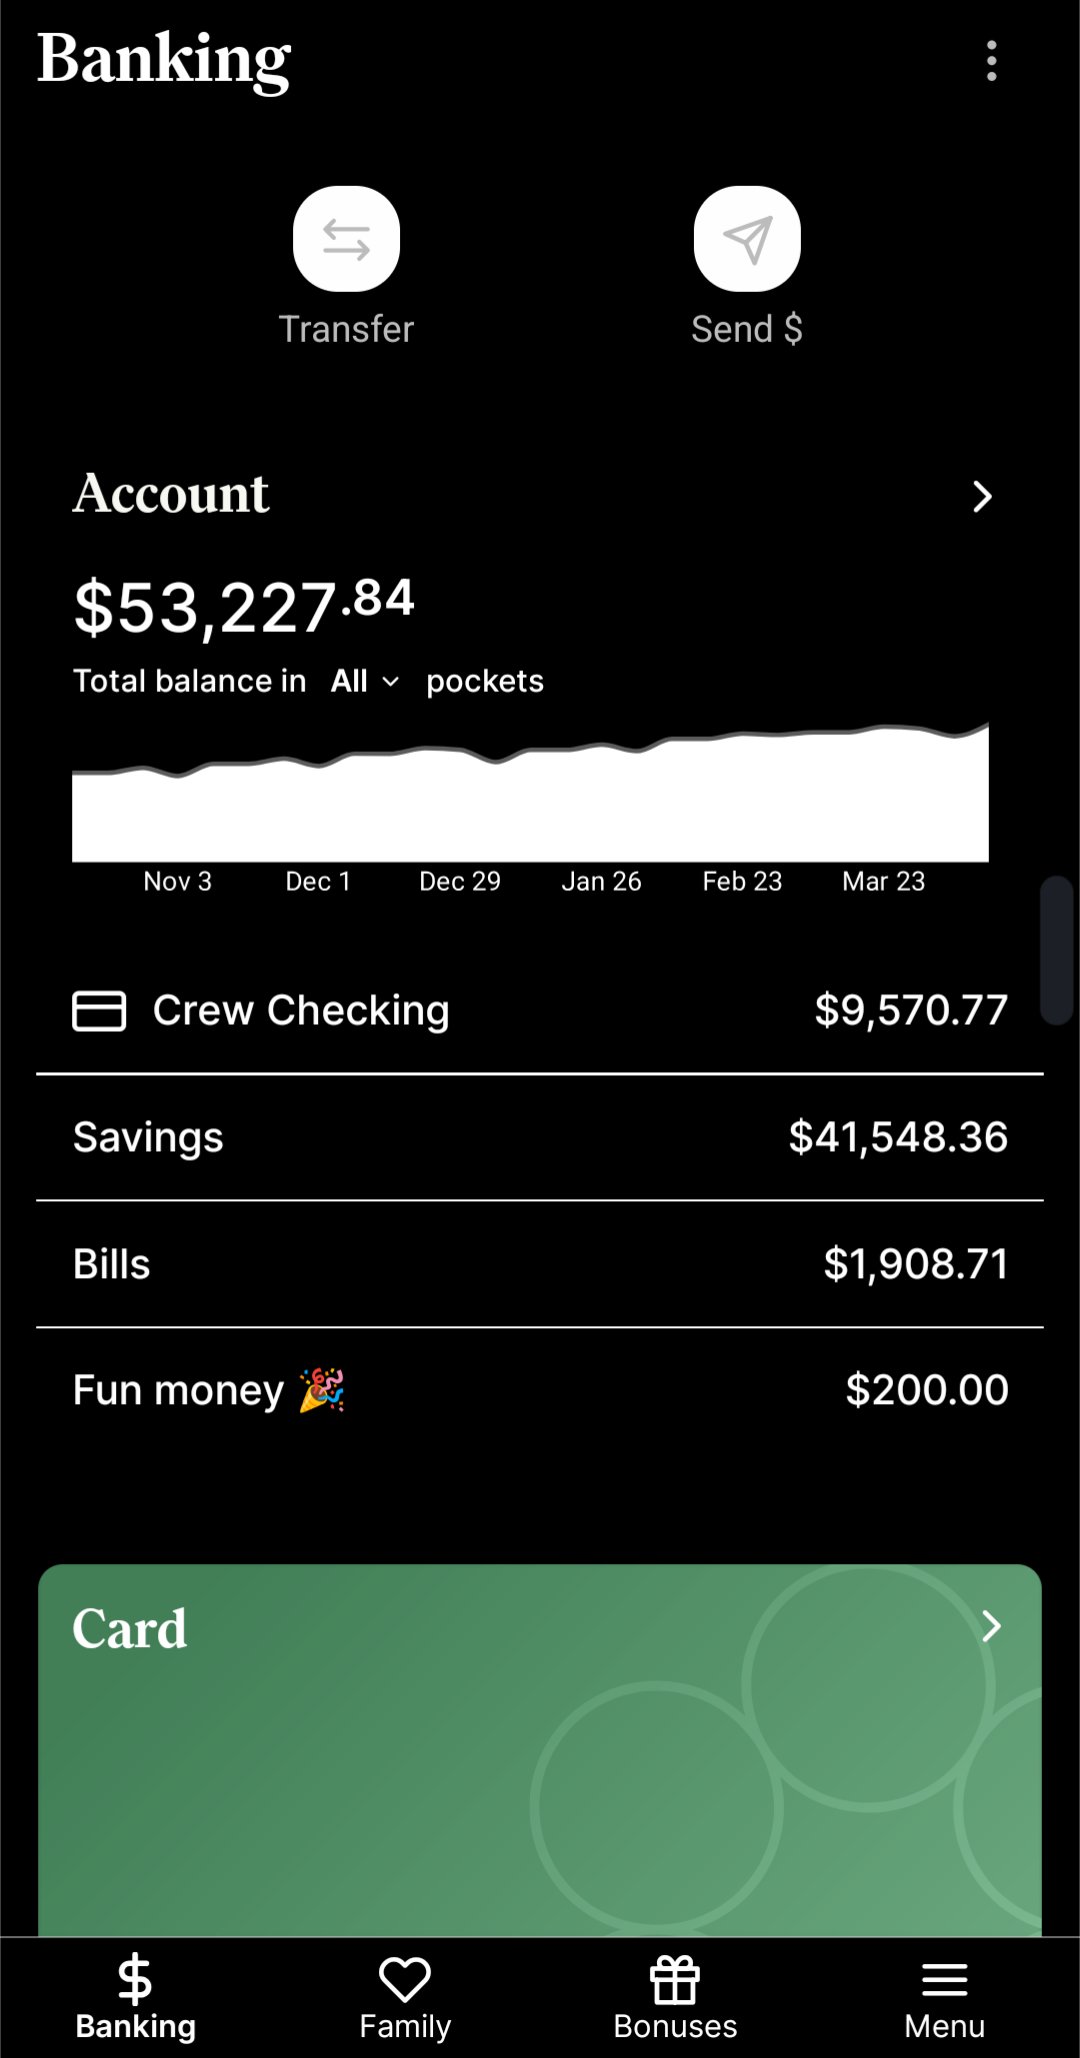 Banking
Transfer Send $
Account
$53,227.84
Total balance in All pockets
Nov 3 Dec 1 Dec 29 Jan 26 Feb 23 Mar 23
Crew Checking $9,570.77
Savings $41,548.36
Bills $1,908.71
Fun money 🎉 $200.00
Card
Banking Family Bonuses Menu